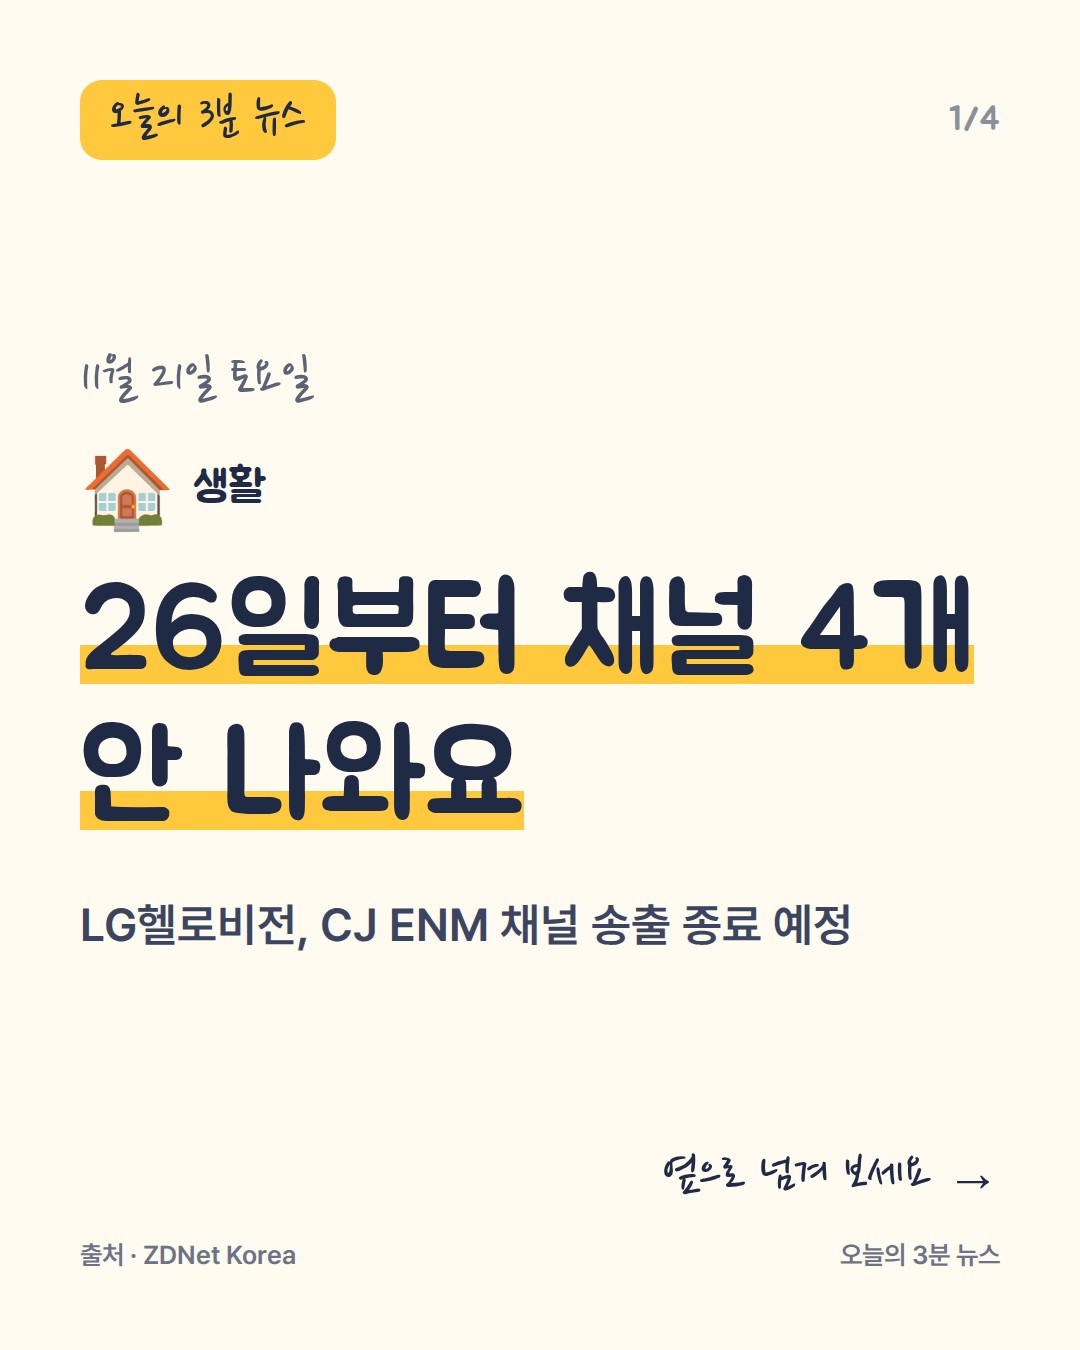 오늘의 3분 뉴스
1/4
11월 21일 토요일
생활
26일부터 채널 4개
안 나와요
LG헬로비전, CJ ENM 채널 송출 종료 예정
옆으로 넘겨 보세요 →
출처 · ZDNet Korea
오늘의 3분 뉴스